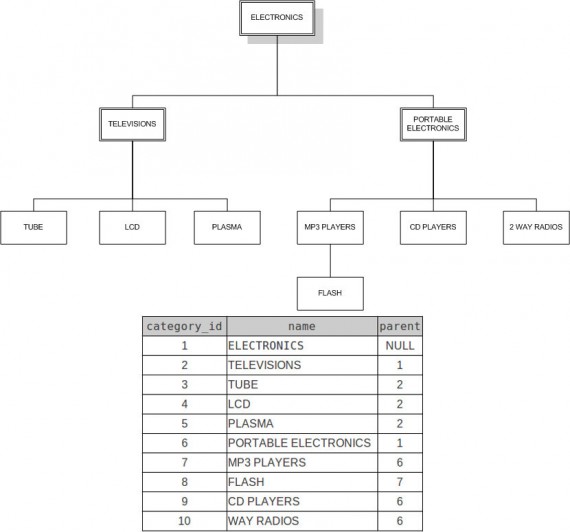 ELECTRONICS
TELEVISIONS
PORTABLE
ELECTRONICS
TUBE LCD PLASMA MP3 PLAYERS CD PLAYERS 2 WAY RADIOS
FLASH
category_id name parent
1 ELECTRONICS NULL
2 TELEVISIONS 1
3 TUBE 2
4 LCD 2
5 PLASMA 2
6 PORTABLE ELECTRONICS 1
7 MP3 PLAYERS 6
8 FLASH 7
9 CD PLAYERS 6
10 WAY RADIOS 6